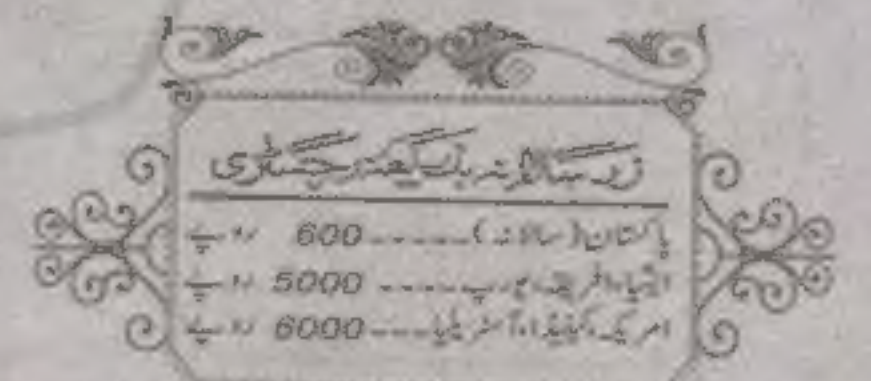 زرِ سالانہ بذریعہ رجسٹری
پاکستان (سالانہ) ----- 600 روپے
ایشیا، افریقہ، یورپ ----- 5000 روپے
امریکہ، کینیڈا، آسٹریلیا ---- 6000 روپے